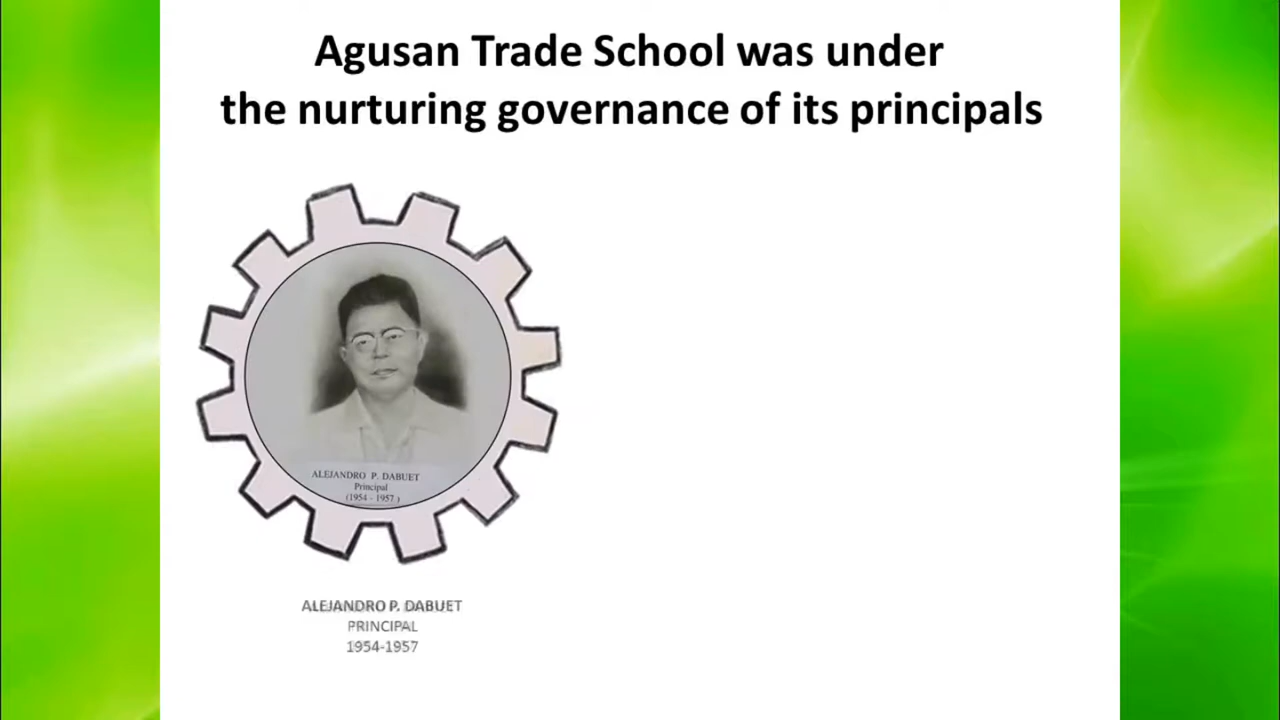 Agusan Trade School was under
the nurturing governance of its principals
ALEJANDRO P. DABUET
Principal
(1954 - 1957 )
ALEJANDRO P. DABUET
PRINCIPAL
1954-1957